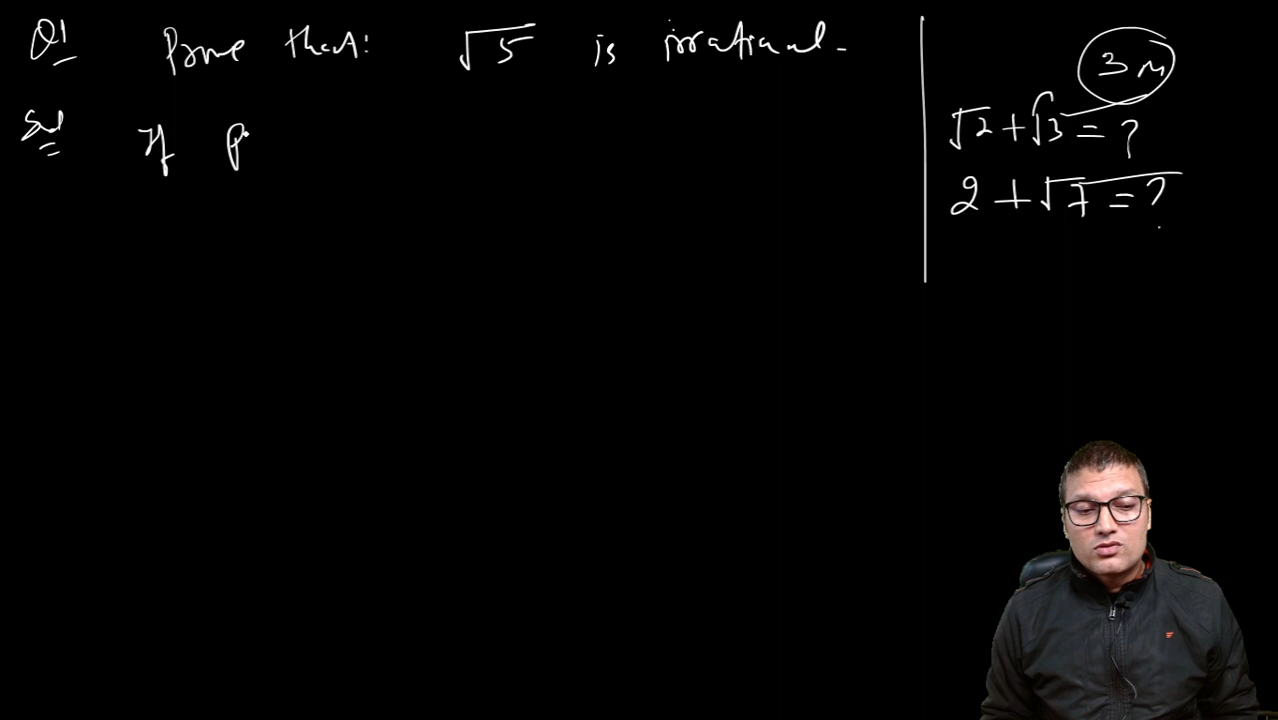 Q1 Prove that: √5 is irrational.
Sol If p
3 m
√2 + √3 = ?
2 + √7 = ?